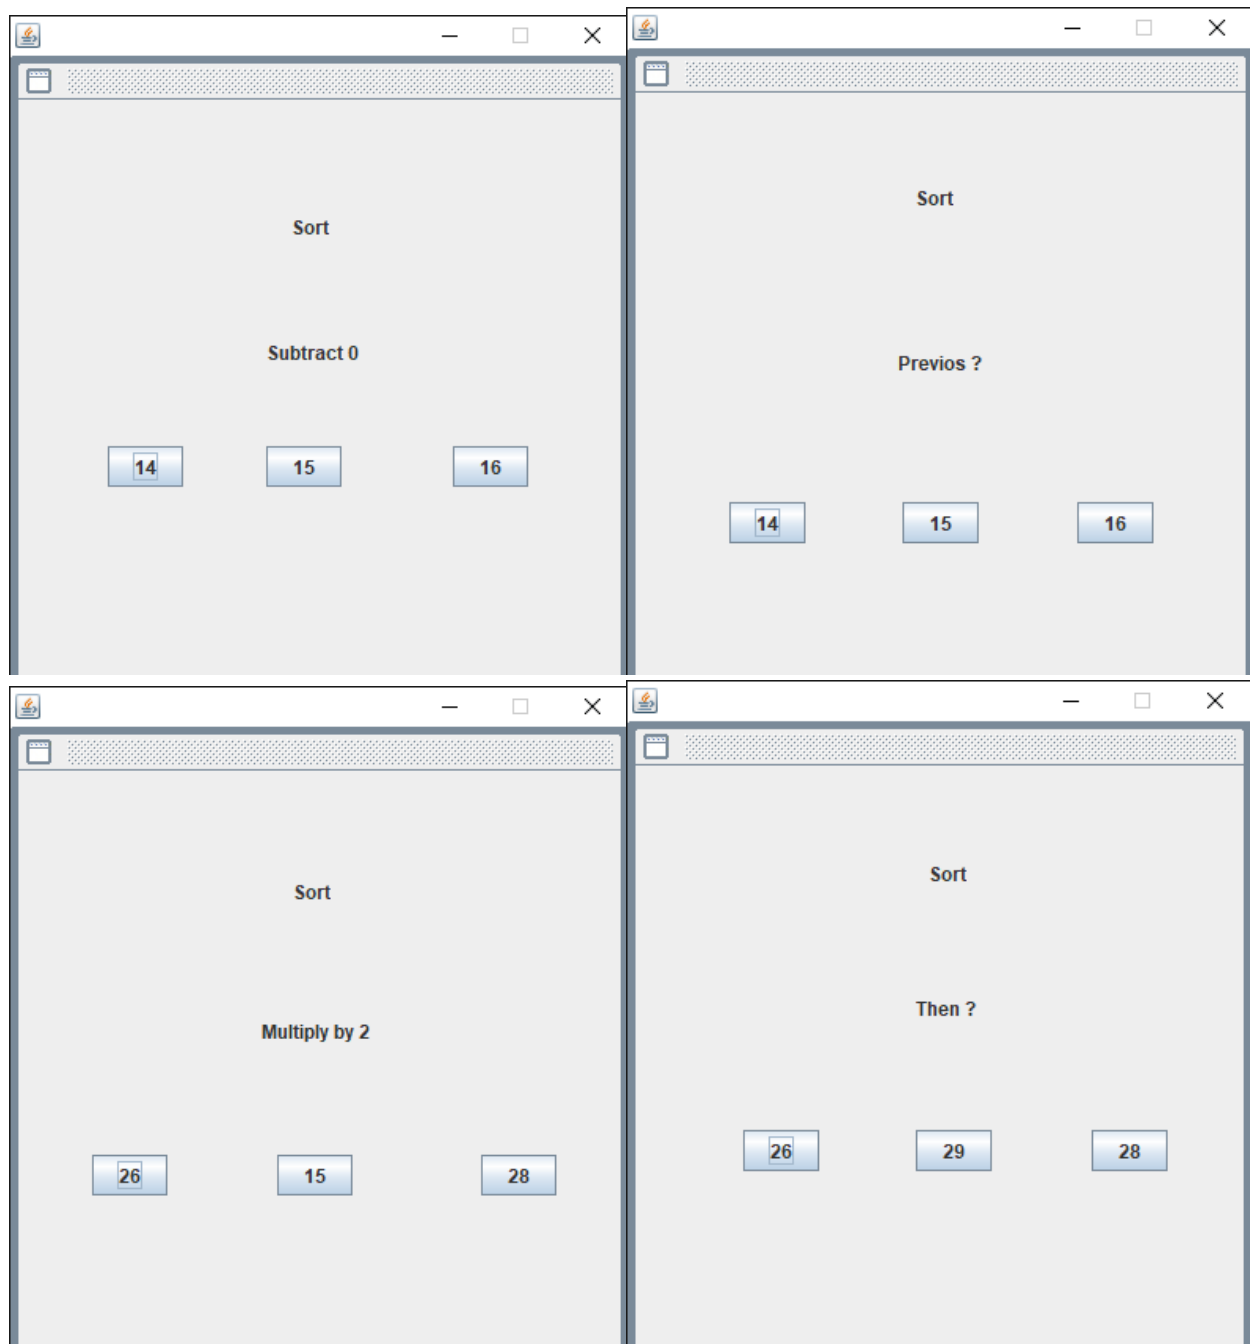 Sort
Subtract 0
14 15 16
Sort
Previos ?
14 15 16
Sort
Multiply by 2
26 15 28
Sort
Then ?
26 29 28